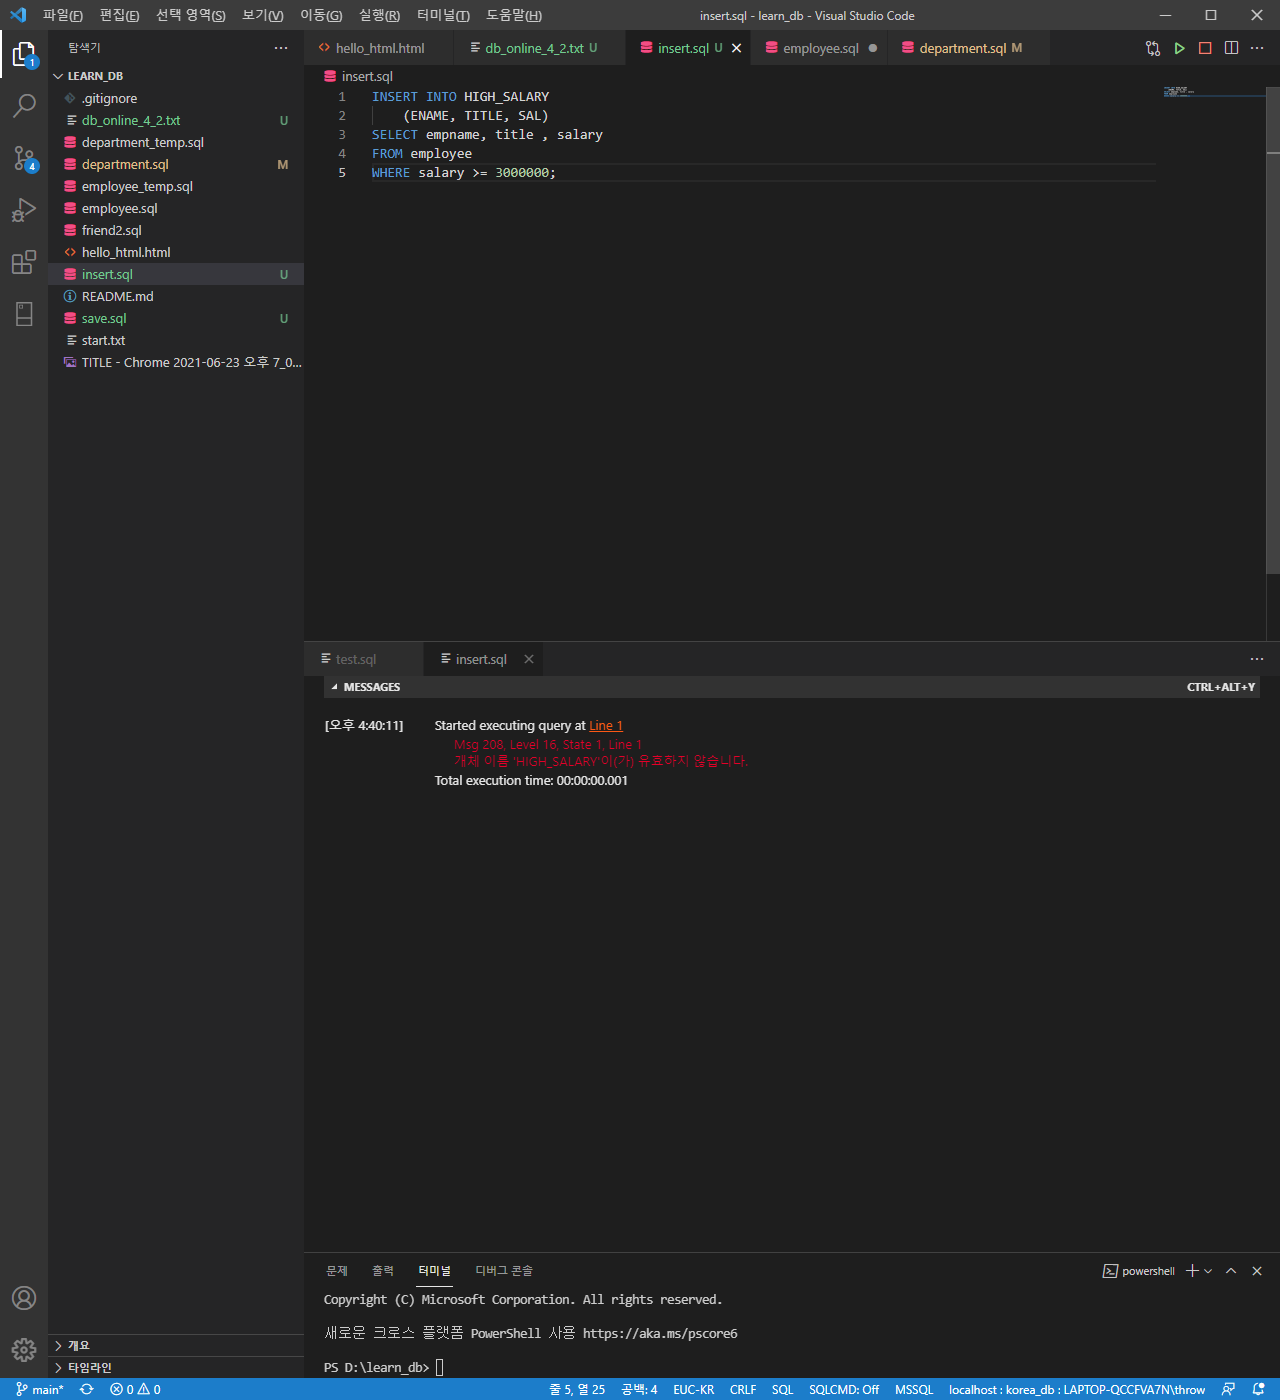 파일(F) 편집(E) 선택 영역(S) 보기(V) 이동(G) 실행(R) 터미널(T) 도움말(H) insert.sql - learn_db - Visual Studio Code
탐색기
LEARN_DB
.gitignore
db_online_4_2.txt U
department_temp.sql
department.sql M
employee_temp.sql
employee.sql
friend2.sql
hello_html.html
insert.sql U
README.md
save.sql U
start.txt
TITLE - Chrome 2021-06-23 오후 7_0...
개요
타임라인
1
4
hello_html.html db_online_4_2.txt U insert.sql U employee.sql department.sql M
insert.sql
1 INSERT INTO HIGH_SALARY
2 (ENAME, TITLE, SAL)
3 SELECT empname, title , salary
4 FROM employee
5 WHERE salary >= 3000000;
test.sql insert.sql
MESSAGES CTRL+ALT+Y
[오후 4:40:11] Started executing query at Line 1
Msg 208, Level 16, State 1, Line 1
개체 이름 'HIGH_SALARY'이(가) 유효하지 않습니다.
Total execution time: 00:00:00.001
문제 출력 터미널 디버그 콘솔 powershell
Copyright (C) Microsoft Corporation. All rights reserved.
새로운 크로스 플랫폼 PowerShell 사용 https://aka.ms/pscore6
PS D:\learn_db>
main* 0 0 줄 5, 열 25 공백: 4 EUC-KR CRLF SQL SQLCMD: Off MSSQL localhost : korea_db : LAPTOP-QCCFVA7N\throw